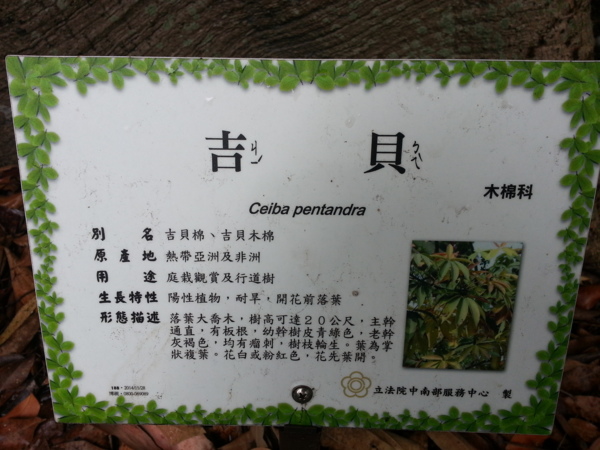 吉ㄐㄧˊ 貝ㄅㄟˋ
Ceiba pentandra
木棉科
別 名 吉貝棉、吉貝木棉
原 產 地 熱帶亞洲及非洲
用 途 庭栽觀賞及行道樹
生長特性 陽性植物，耐旱，開花前落葉
形態描述 落葉大喬木，樹高可達20公尺，主幹
通直，有板根，幼幹樹皮青綠色，老幹
灰褐色，均有瘤刺，樹枝輪生。葉為掌
狀複葉。花白或粉紅色，花先葉開。
立法院中南部服務中心 製